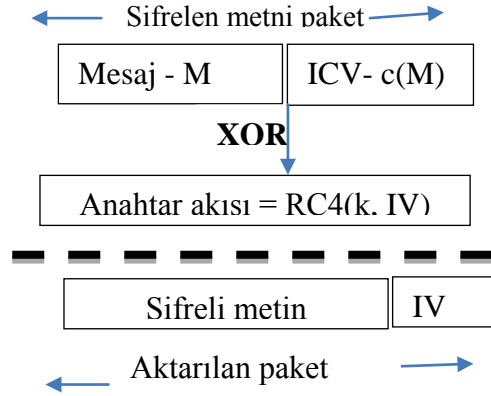 Sifrelen metni paket
Mesaj - M
ICV- c(M)
XOR
Anahtar akısı = RC4(k, IV)
Sifreli metin
IV
Aktarılan paket